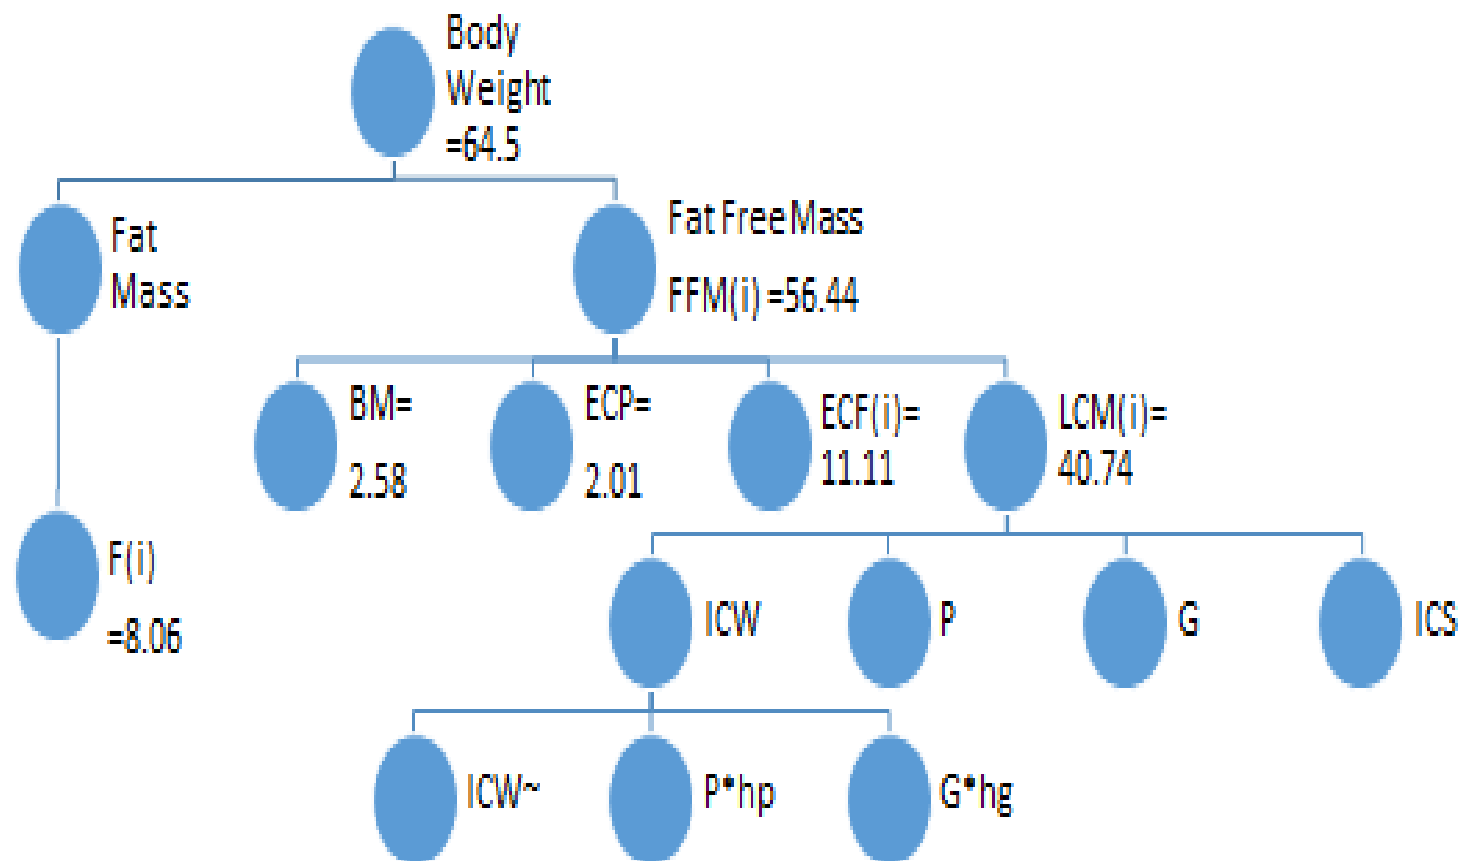 Body
Weight
=64.5
Fat
Mass
Fat Free Mass
FFM(i) =56.44
BM=
2.58
ECP=
2.01
ECF(i)=
11.11
LCM(i)=
40.74
F(i)
=8.06
ICW
P
G
ICS
ICW~
P*hp
G*hg